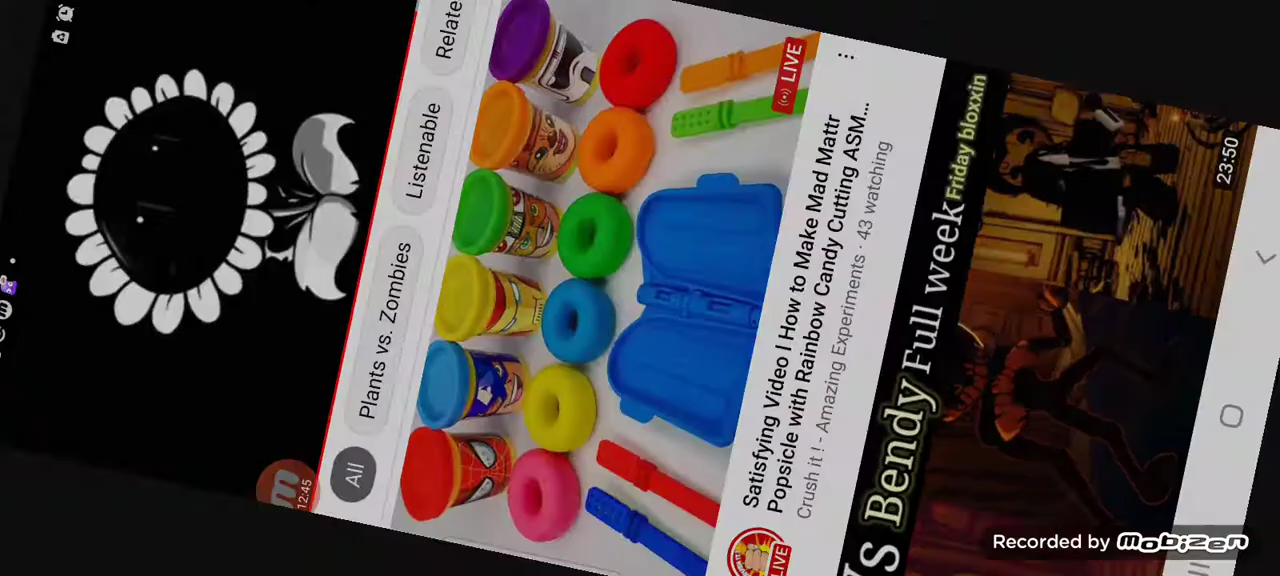 12:45
All
Plants vs. Zombies
Listenable
Relate
LIVE
Satisfying Video I How to Make Mad Mattr
Popsicle with Rainbow Candy Cutting ASM...
Crush it ! - Amazing Experiments · 43 watching
LIVE
VS Bendy Full week Friday bloxxin
23:50
Recorded by mobizen